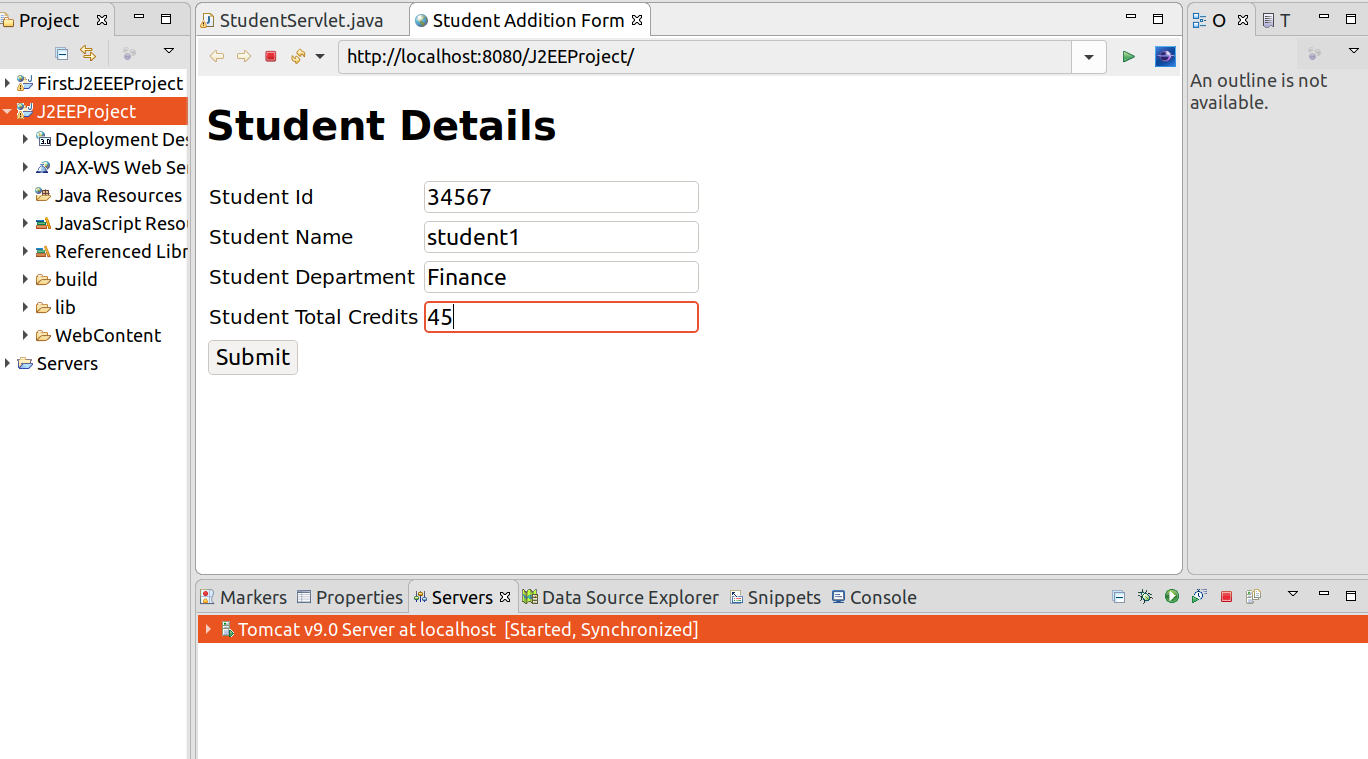 Project
FirstJ2EEEProject
J2EEProject
Deployment Des
JAX-WS Web Se
Java Resources
JavaScript Reso
Referenced Libr
build
lib
WebContent
Servers
StudentServlet.java
Student Addition Form
http://localhost:8080/J2EEProject/
Student Details
Student Id 34567
Student Name student1
Student Department Finance
Student Total Credits 45
Submit
O T
An outline is not
available.
Markers Properties Servers Data Source Explorer Snippets Console
Tomcat v9.0 Server at localhost [Started, Synchronized]